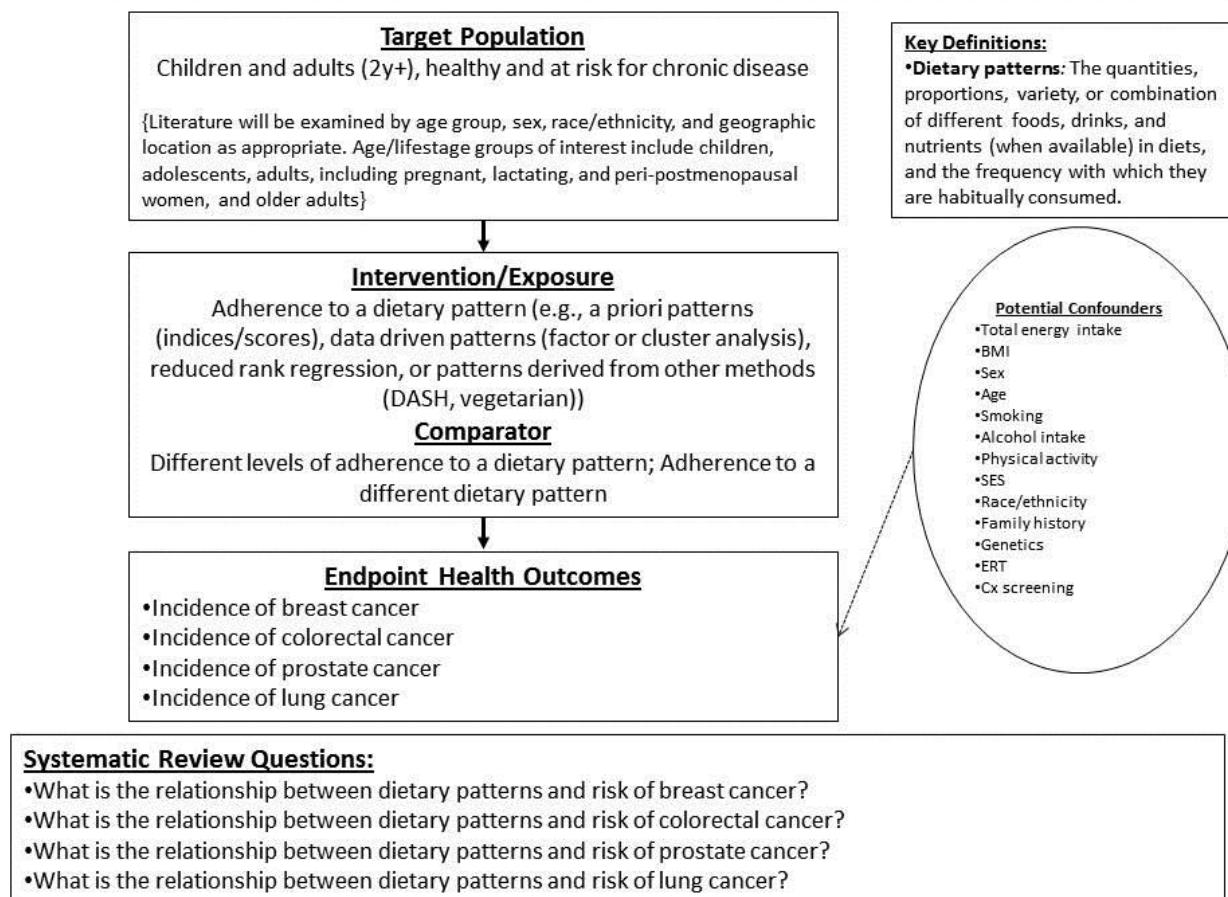 Target Population
Children and adults (2y+), healthy and at risk for chronic disease
{Literature will be examined by age group, sex, race/ethnicity, and geographic
location as appropriate. Age/lifestage groups of interest include children,
adolescents, adults, including pregnant, lactating, and peri-postmenopausal
women, and older adults}
Key Definitions:
•Dietary patterns: The quantities,
proportions, variety, or combination
of different foods, drinks, and
nutrients (when available) in diets,
and the frequency with which they
are habitually consumed.
Intervention/Exposure
Adherence to a dietary pattern (e.g., a priori patterns
(indices/scores), data driven patterns (factor or cluster analysis),
reduced rank regression, or patterns derived from other methods
(DASH, vegetarian))
Comparator
Different levels of adherence to a dietary pattern; Adherence to a
different dietary pattern
Potential Confounders
•Total energy intake
•BMI
•Sex
•Age
•Smoking
•Alcohol intake
•Physical activity
•SES
•Race/ethnicity
•Family history
•Genetics
•ERT
•Cx screening
Endpoint Health Outcomes
•Incidence of breast cancer
•Incidence of colorectal cancer
•Incidence of prostate cancer
•Incidence of lung cancer
Systematic Review Questions:
•What is the relationship between dietary patterns and risk of breast cancer?
•What is the relationship between dietary patterns and risk of colorectal cancer?
•What is the relationship between dietary patterns and risk of prostate cancer?
•What is the relationship between dietary patterns and risk of lung cancer?